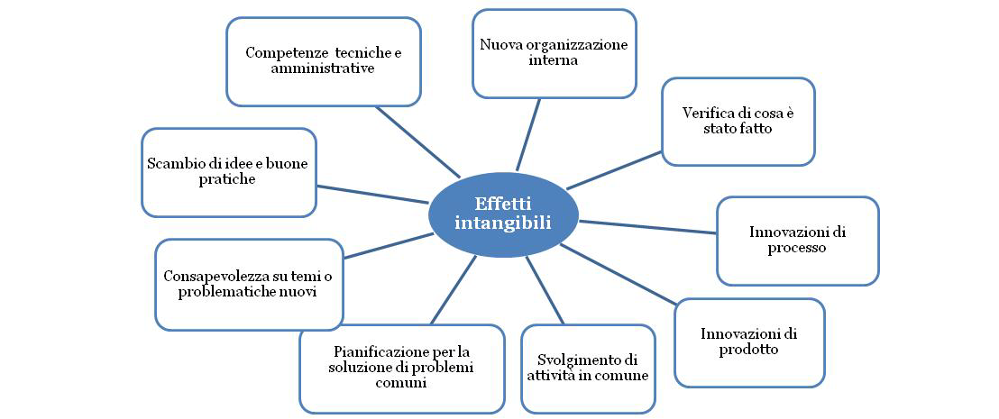 Competenze tecniche e
amministrative
Nuova organizzazione
interna
Verifica di cosa è
stato fatto
Scambio di idee e buone
pratiche
Effetti
intangibili
Innovazioni di
processo
Consapevolezza su temi o
problematiche nuovi
Innovazioni di
prodotto
Pianificazione per la
soluzione di problemi
comuni
Svolgimento di
attività in comune